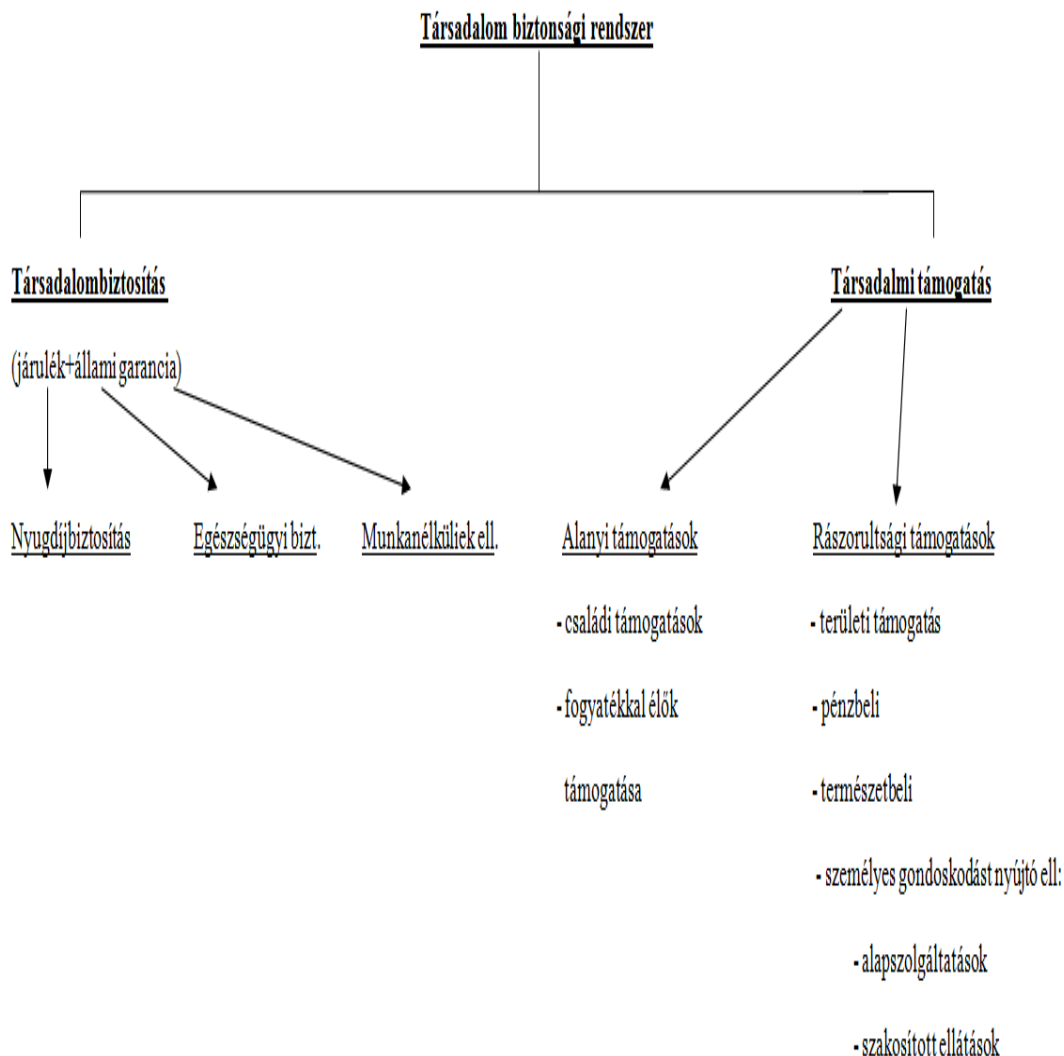 Társadalom biztonsági rendszer
Társadalombiztosítás
Társadalmi támogatás
(járulék+állami garancia)
Nyugdíjbiztosítás
Egészségügyi bizt.
Munkanélküliek ell.
Alanyi támogatások
Rászorultsági támogatások
- családi támogatások
- területi támogatás
- fogyatékkal élők
- pénzbeli
támogatása
- természetbeli
- személyes gondoskodást nyújtó ell:
- alapszolgáltatások
- szakosított ellátások